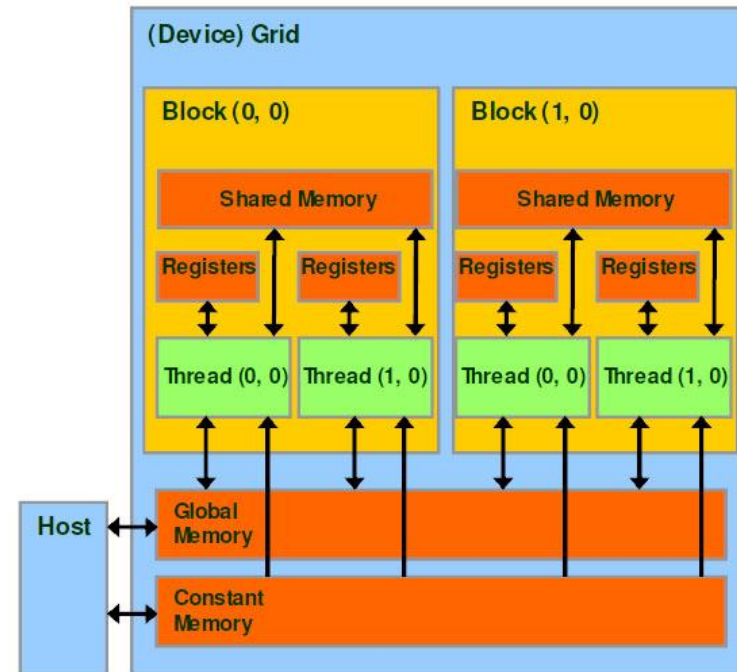 (Device) Grid
Block (0, 0)
Block (1, 0)
Shared Memory
Shared Memory
Registers
Registers
Registers
Registers
Thread (0, 0)
Thread (1, 0)
Thread (0, 0)
Thread (1, 0)
Host
Global
Memory
Constant
Memory